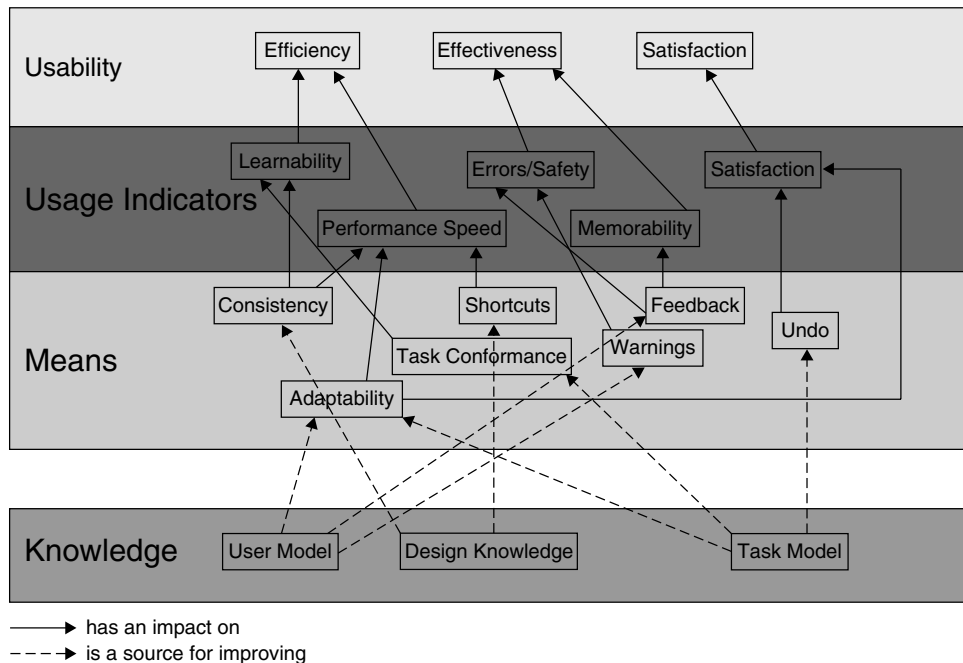 Usability
Efficiency
Effectiveness
Satisfaction
Usage Indicators
Learnability
Errors/Safety
Satisfaction
Performance Speed
Memorability
Means
Consistency
Shortcuts
Feedback
Undo
Task Conformance
Warnings
Adaptability
Knowledge
User Model
Design Knowledge
Task Model
has an impact on
is a source for improving